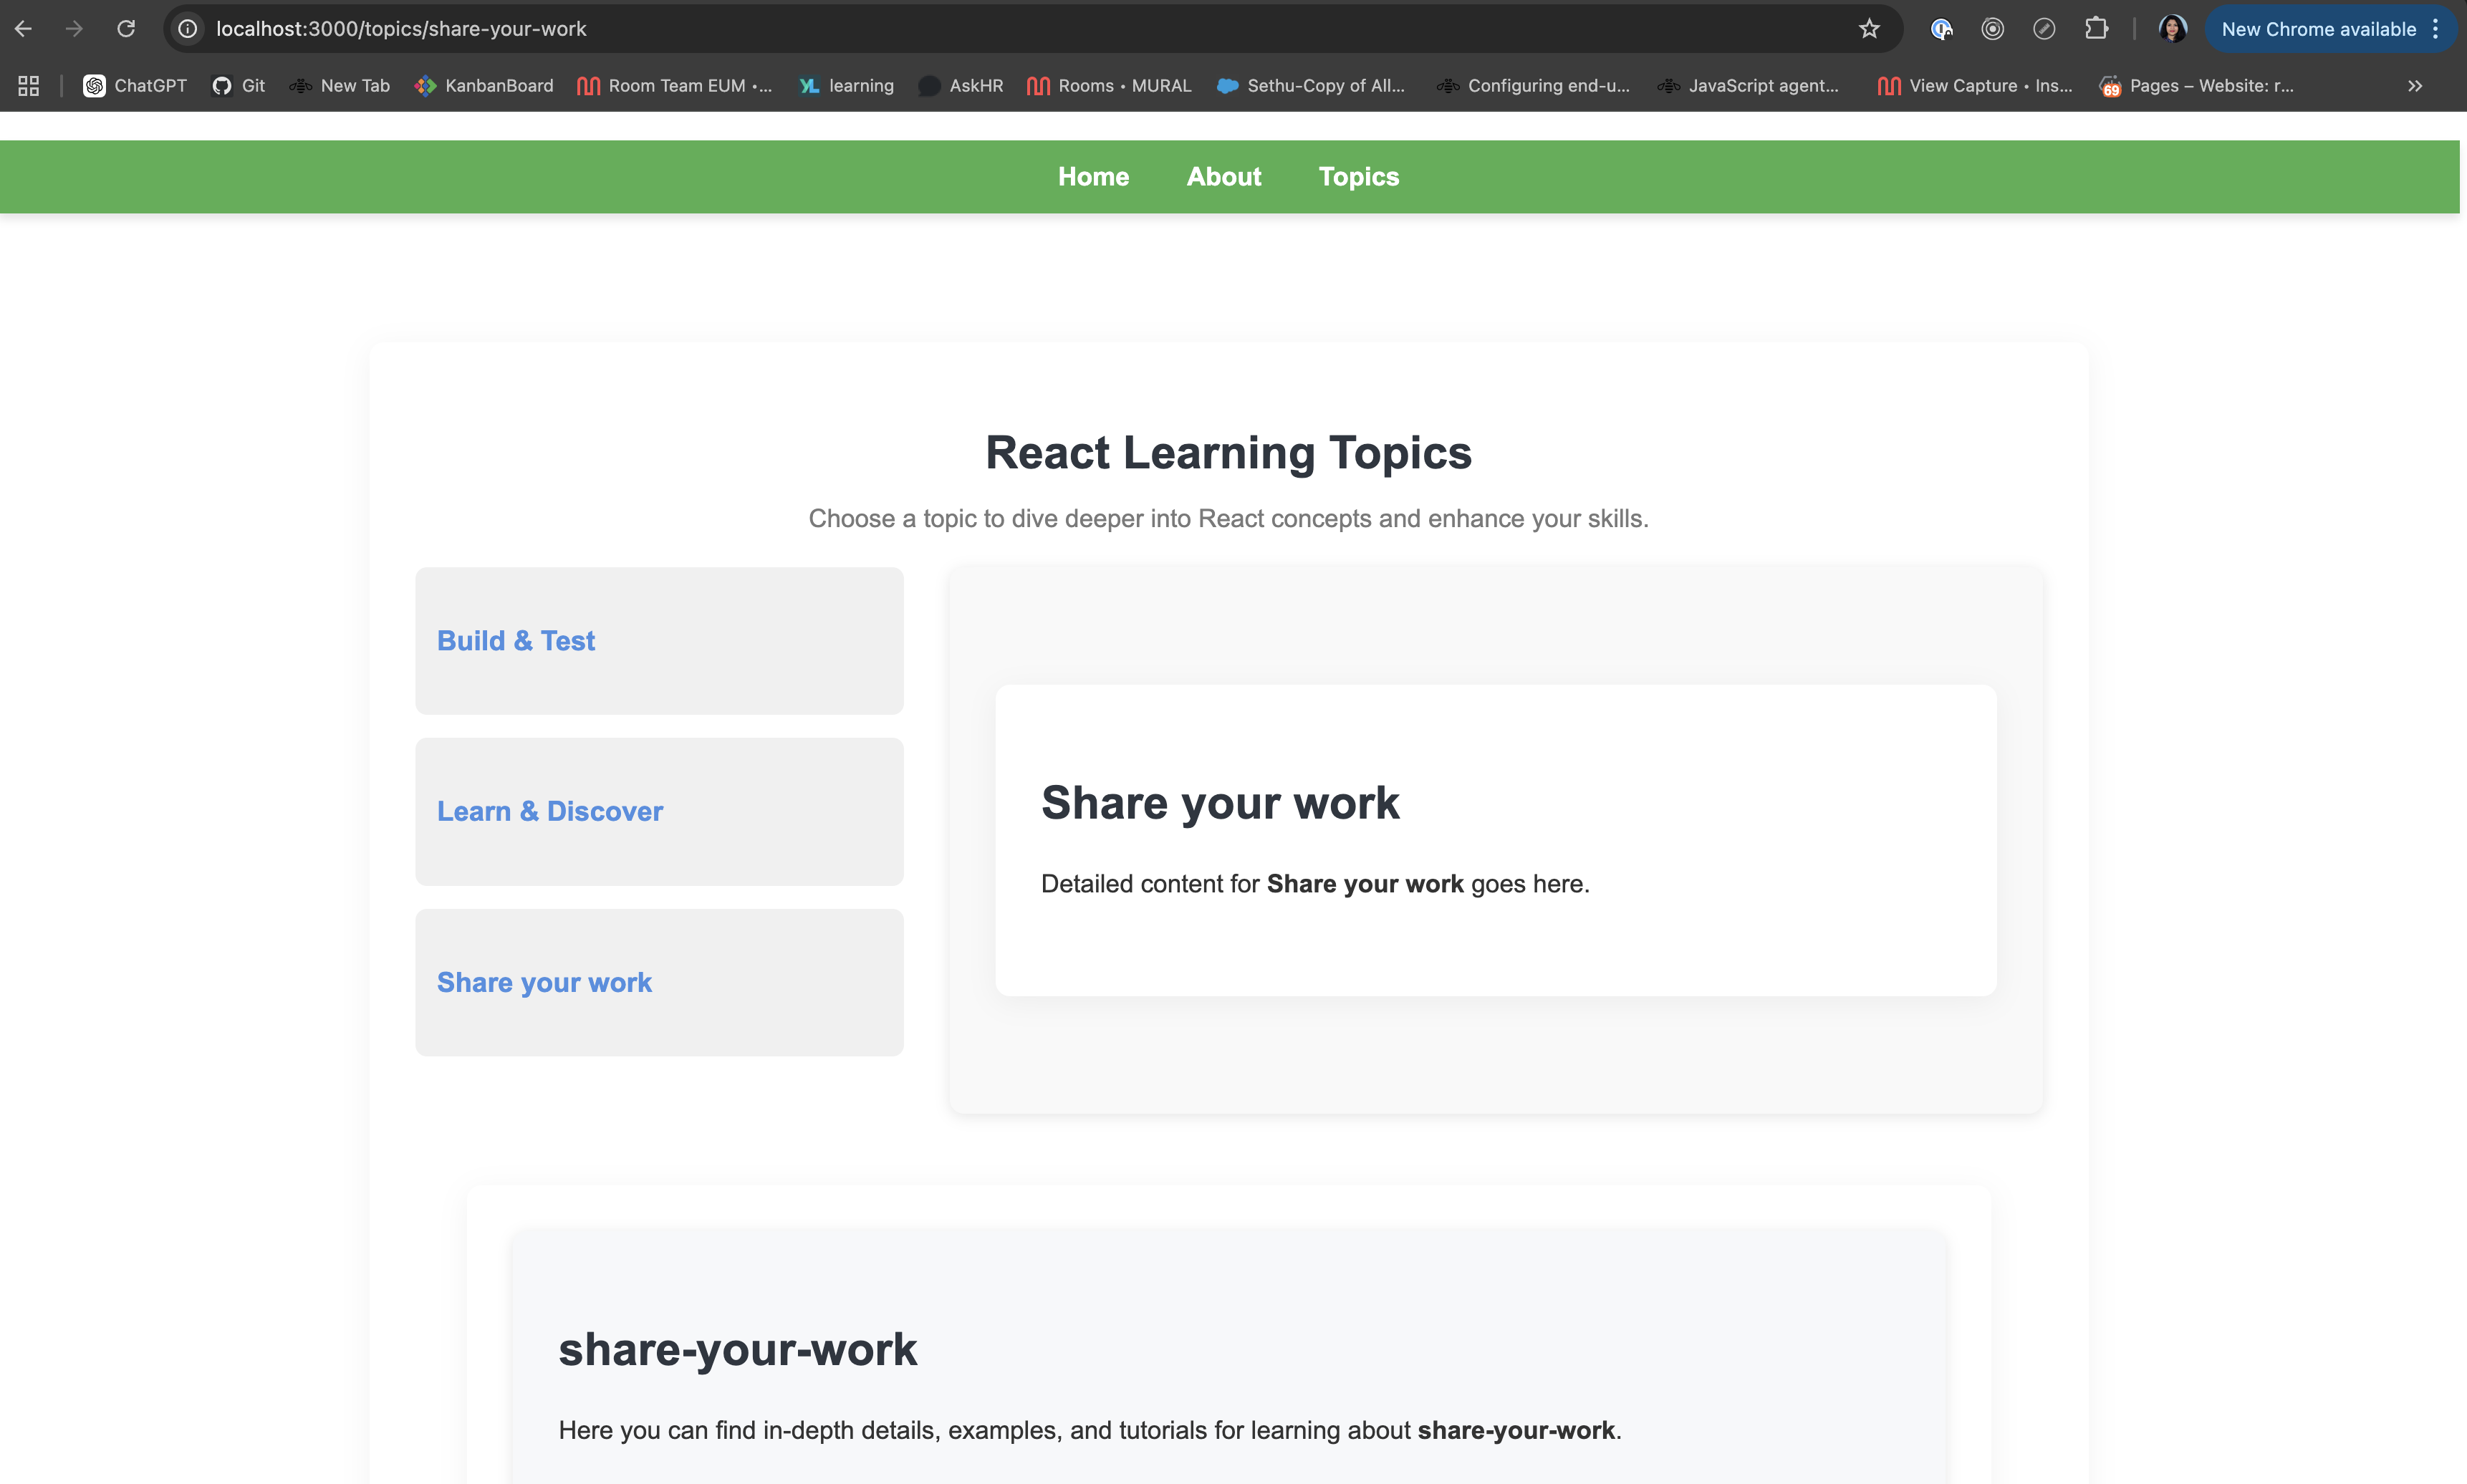 localhost:3000/topics/share-your-work
New Chrome available
ChatGPT Git New Tab KanbanBoard Room Team EUM •... learning AskHR Rooms • MURAL Sethu-Copy of All... Configuring end-u... JavaScript agent... View Capture • Ins... 69 Pages – Website: r...
Home About Topics
React Learning Topics
Choose a topic to dive deeper into React concepts and enhance your skills.
Build & Test
Learn & Discover
Share your work
Share your work
Detailed content for Share your work goes here.
share-your-work
Here you can find in-depth details, examples, and tutorials for learning about share-your-work.